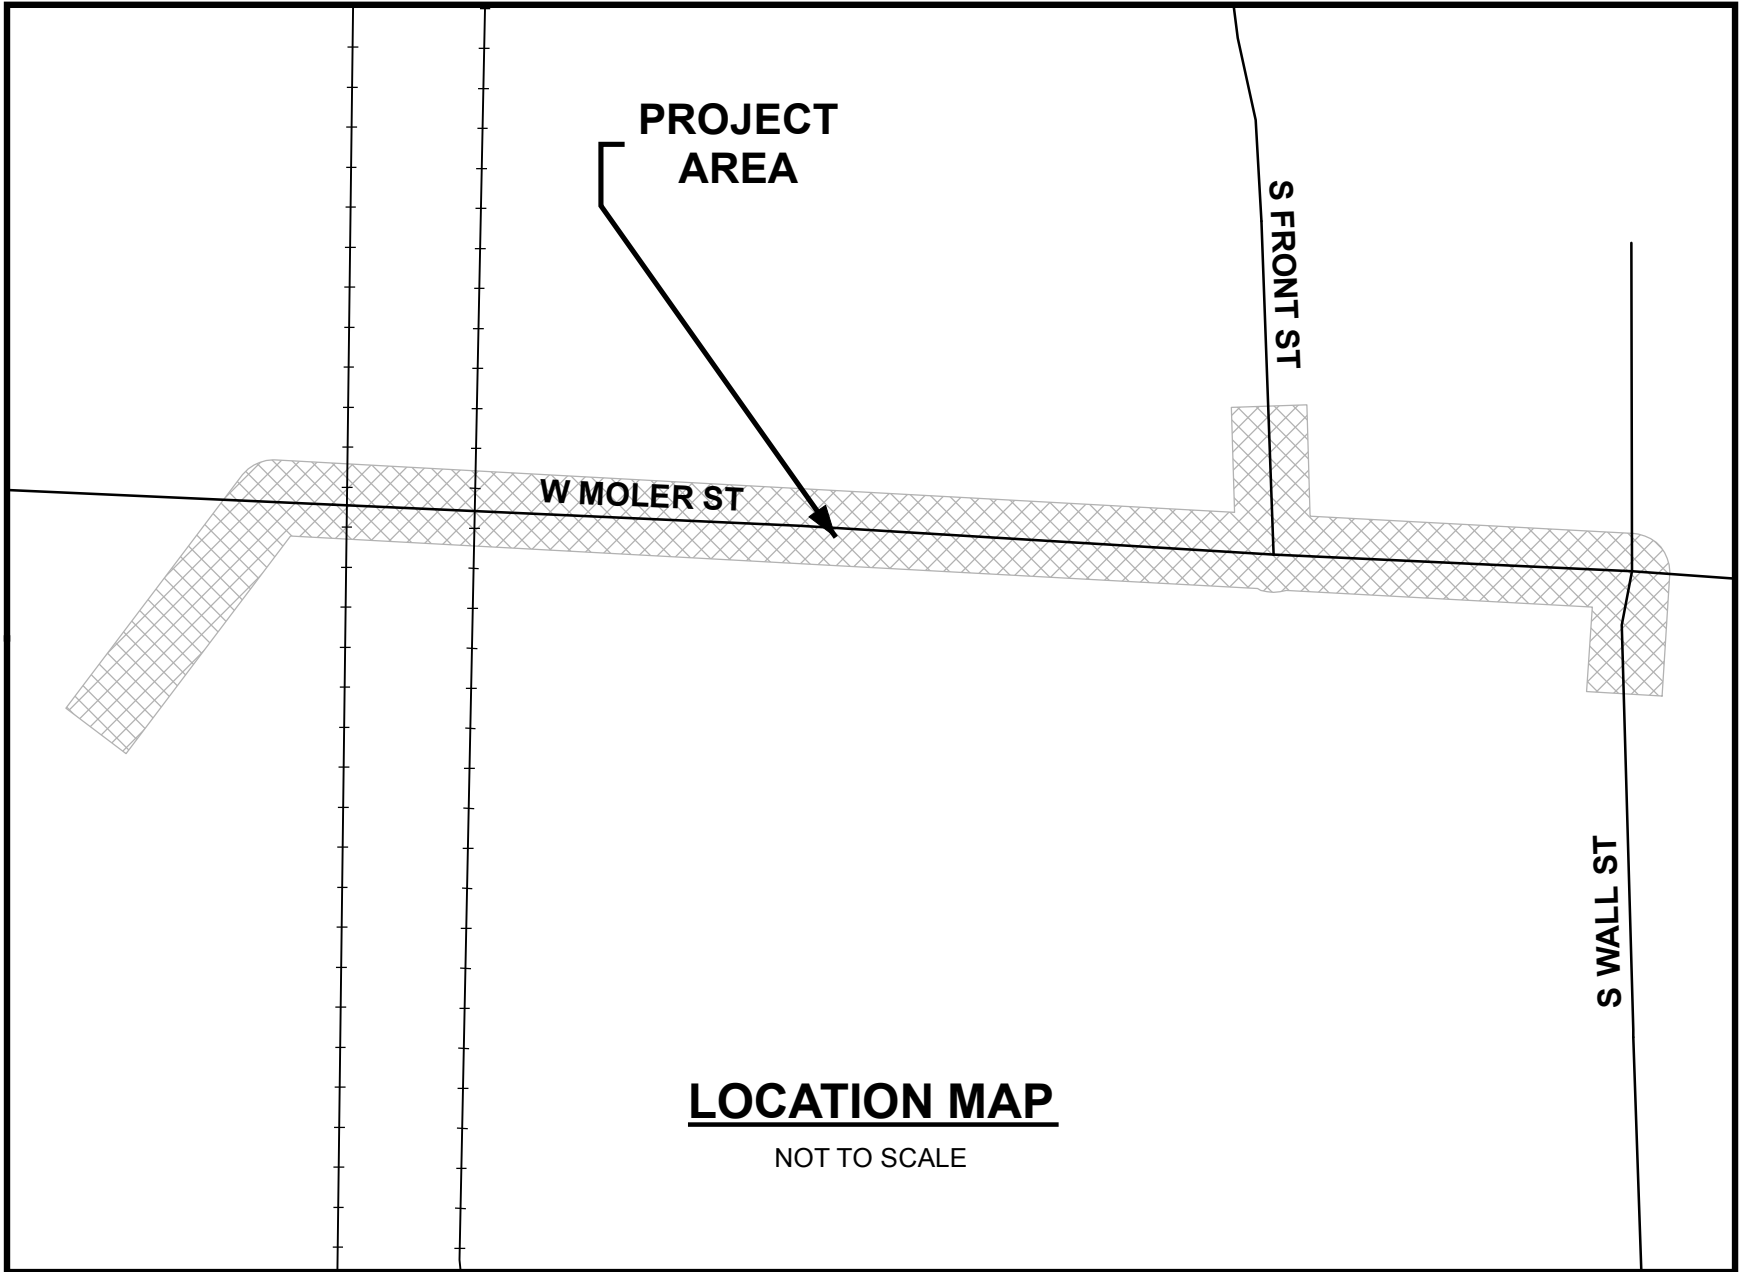 PROJECT
AREA
S FRONT ST
W MOLER ST
S WALL ST
LOCATION MAP
NOT TO SCALE